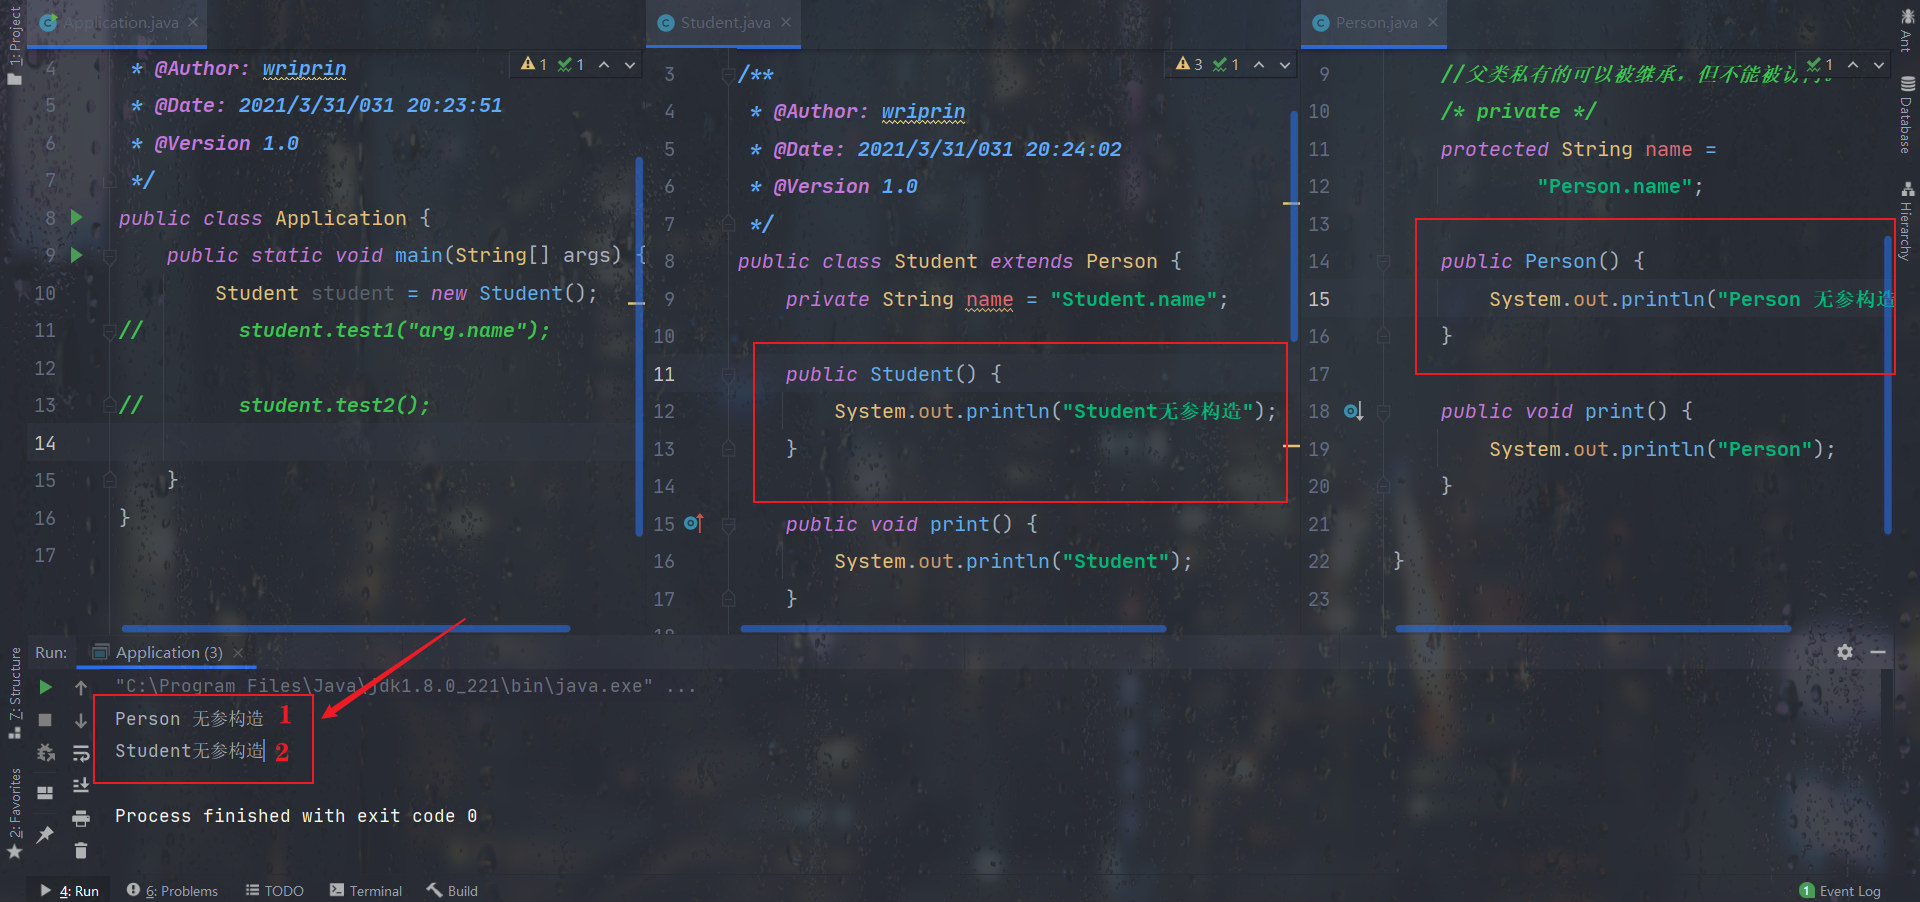 1: Project
Application.java
4 * @Author: wriprin
5 * @Date: 2021/3/31/031 20:23:51
6 * @Version 1.0
7 */
8 public class Application {
9 public static void main(String[] args) {
10 Student student = new Student();
11 // student.test1("arg.name");
12
13 // student.test2();
14
15 }
16 }
17
1 1
Student.java
3 /**
4 * @Author: wriprin
5 * @Date: 2021/3/31/031 20:24:02
6 * @Version 1.0
7 */
8 public class Student extends Person {
9 private String name = "Student.name";
10
11 public Student() {
12 System.out.println("Student无参构造");
13 }
14
15 public void print() {
16 System.out.println("Student");
17 }
3 1
Person.java
9 //父类私有的可以被继承，但不能被访
10 /* private */
11 protected String name =
12 "Person.name";
13
14 public Person() {
15 System.out.println("Person 无参构造
16 }
17
18 public void print() {
19 System.out.println("Person");
20 }
21
22 }
23
1
Ant
Database
Hierarchy
Run: Application (3)
"C:\Program Files\Java\jdk1.8.0_221\bin\java.exe" ...
Person 无参构造 1
Student无参构造 2
Process finished with exit code 0
7: Structure
2: Favorites
4: Run 6: Problems TODO Terminal Build 1 Event Log